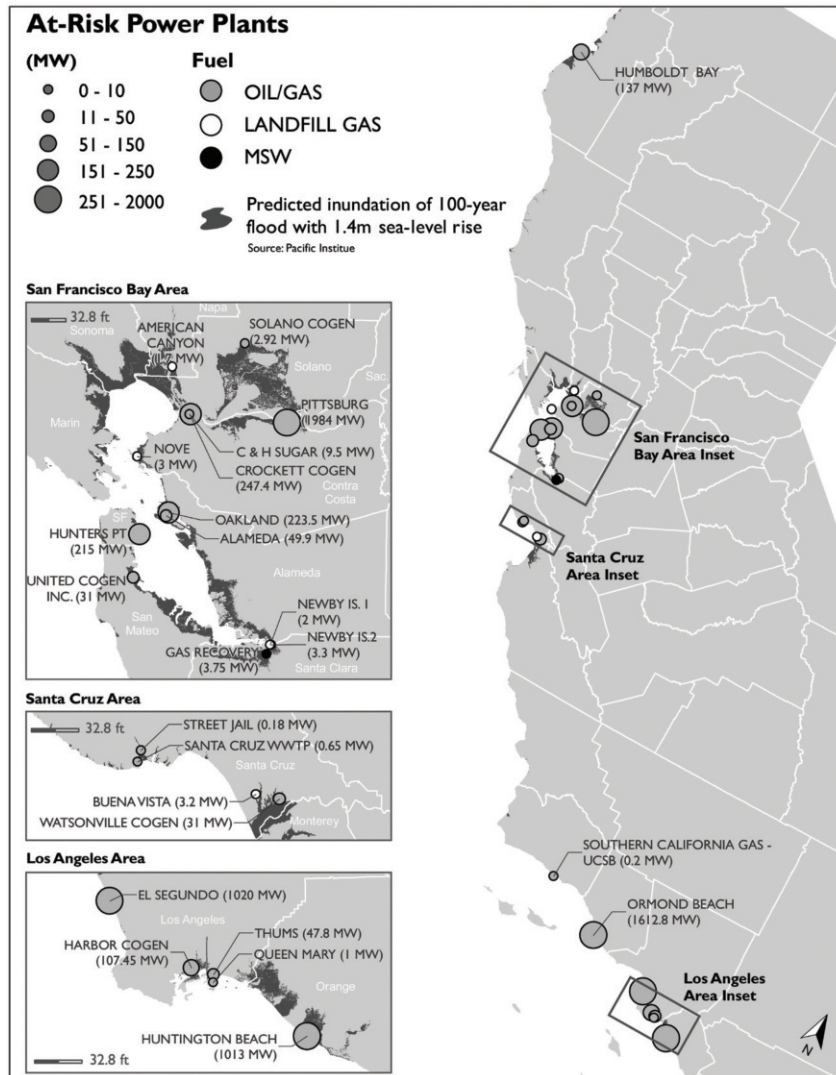 At-Risk Power Plants
(MW)
0 - 10
11 - 50
51 - 150
151 - 250
251 - 2000
Fuel
OIL/GAS
LANDFILL GAS
MSW
Predicted inundation of 100-year
flood with 1.4m sea-level rise
Source: Pacific Institue
HUMBOLDT BAY
(137 MW)
San Francisco
Bay Area Inset
Santa Cruz
Area Inset
SOUTHERN CALIFORNIA GAS -
UCSB (0.2 MW)
ORMOND BEACH
(1612.8 MW)
Los Angeles
Area Inset
N
San Francisco Bay Area
32.8 ft
Napa
Sonoma
AMERICAN
CANYON
(11.7 MW)
SOLANO COGEN
(2.92 MW)
Solano
Sac.
Marin
PITTSBURG
(1984 MW)
NOVE
(3 MW)
C & H SUGAR (9.5 MW)
CROCKETT COGEN
(247.4 MW)
Contra
Costa
SF
OAKLAND (223.5 MW)
ALAMEDA (49.9 MW)
HUNTERS PT
(215 MW)
UNITED COGEN
INC. (31 MW)
Alameda
San
Mateo
NEWBY IS. 1
(2 MW)
NEWBY IS.2
(3.3 MW)
GAS RECOVERY
(3.75 MW)
Santa Clara
Santa Cruz Area
32.8 ft
STREET JAIL (0.18 MW)
SANTA CRUZ WWTP (0.65 MW)
Santa Cruz
BUENA VISTA (3.2 MW)
WATSONVILLE COGEN (31 MW)
Monterey
Los Angeles Area
EL SEGUNDO (1020 MW)
Los Angeles
THUMS (47.8 MW)
HARBOR COGEN
(107.45 MW)
QUEEN MARY (1 MW)
Orange
HUNTINGTON BEACH
(1013 MW)
32.8 ft